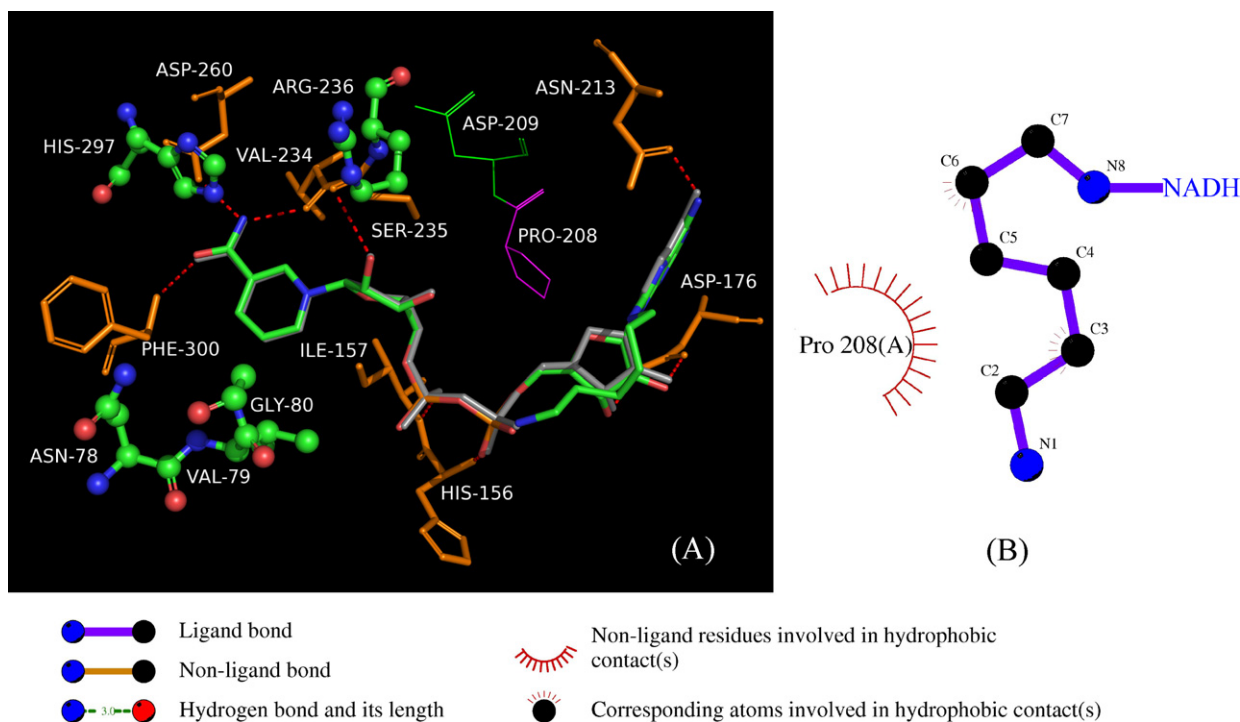 ASP-260
ARG-236
ASN-213
HIS-297
VAL-234
ASP-209
SER-235
PRO-208
ASP-176
PHE-300
ILE-157
GLY-80
ASN-78
VAL-79
HIS-156
(A)
C7
C6
N8
NADH
C5
C4
C3
Pro 208(A)
C2
N1
(B)
Ligand bond
Non-ligand bond
3.0 Hydrogen bond and its length
Non-ligand residues involved in hydrophobic
contact(s)
Corresponding atoms involved in hydrophobic contact(s)